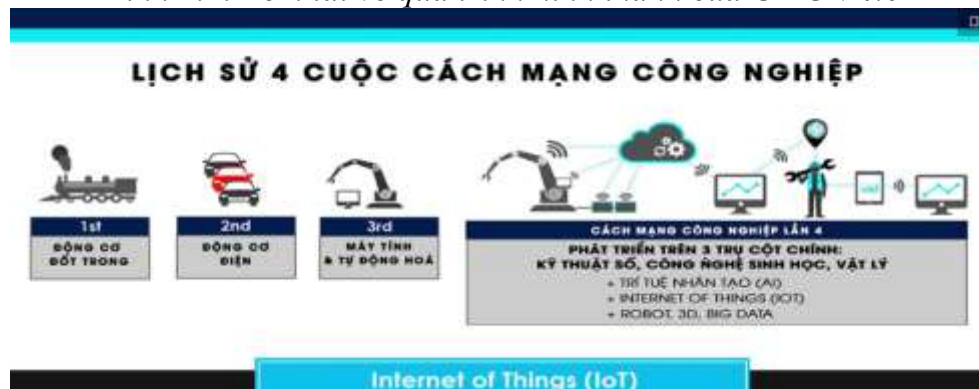 LỊCH SỬ 4 CUỘC CÁCH MẠNG CÔNG NGHIỆP
1st
ĐỘNG CƠ
ĐỐT TRONG
2nd
ĐỘNG CƠ
ĐIỆN
3rd
MÁY TÍNH
& TỰ ĐỘNG HOÁ
CÁCH MẠNG CÔNG NGHIỆP LẦN 4
PHÁT TRIỂN TRÊN 3 TRỤ CỘT CHÍNH:
KỸ THUẬT SỐ, CÔNG NGHỆ SINH HỌC, VẬT LÝ
+ TRÍ TUỆ NHÂN TẠO (AI)
+ INTERNET OF THINGS (IOT)
+ ROBOT, 3D, BIG DATA
Internet of Things (IoT)